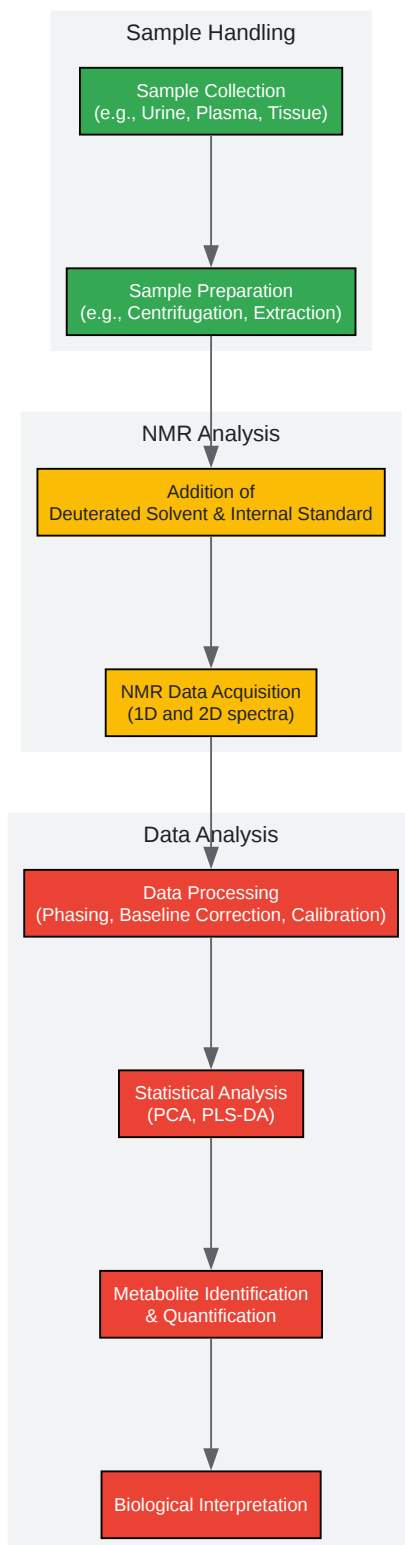 Sample Handling
Sample Collection
(e.g., Urine, Plasma, Tissue)
Sample Preparation
(e.g., Centrifugation, Extraction)
NMR Analysis
Addition of
Deuterated Solvent & Internal Standard
NMR Data Acquisition
(1D and 2D spectra)
Data Analysis
Data Processing
(Phasing, Baseline Correction, Calibration)
Statistical Analysis
(PCA, PLS-DA)
Metabolite Identification
& Quantification
Biological Interpretation